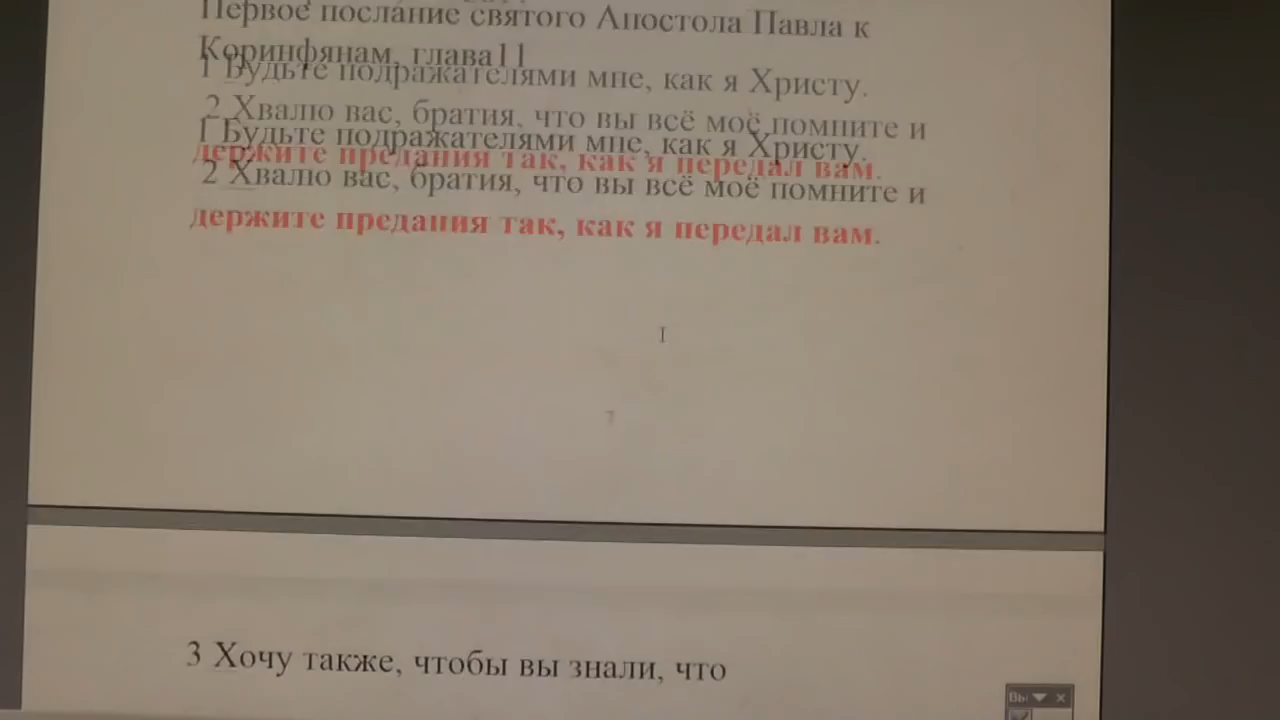 Первое послание святого Апостола Павла к
Коринфянам, глава11
1 Будьте подражателями мне, как я Христу.
2 Хвалю вас, братия, что вы всё моё помните и
1 Будьте подражателями мне, как я Христу.
держите предания так, как я передал вам.
2 Хвалю вас, братия, что вы всё моё помните и
держите предания так, как я передал вам.
7
3 Хочу также, чтобы вы знали, что
Вы